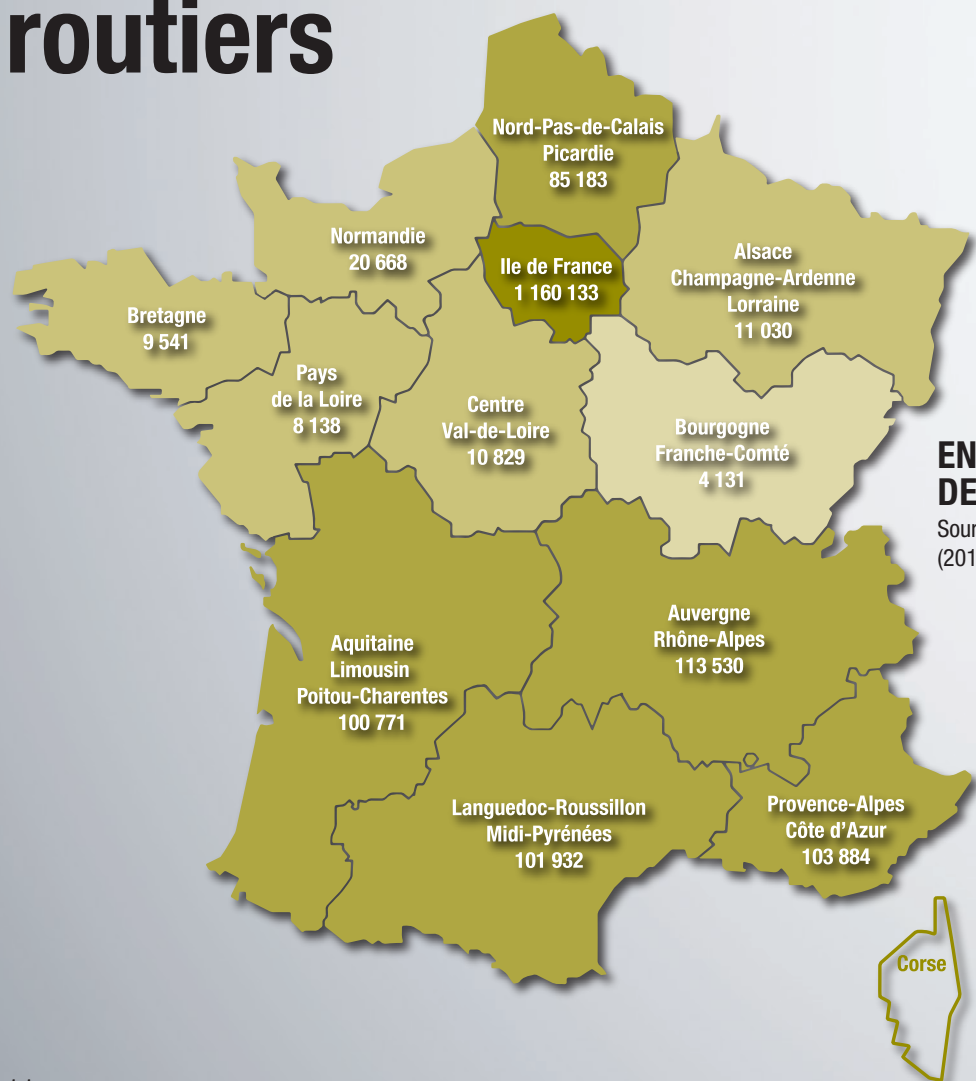 routiers
Nord-Pas-de-Calais
Picardie
85 183
Normandie
20 668
Ile de France
1 160 133
Alsace
Champagne-Ardenne
Lorraine
11 030
Bretagne
9 541
Pays
de la Loire
8 138
Centre
Val-de-Loire
10 829
Bourgogne
Franche-Comté
4 131
EN
DE
Sour
(201
Auvergne
Rhône-Alpes
113 530
Aquitaine
Limousin
Poitou-Charentes
100 771
Languedoc-Roussillon
Midi-Pyrénées
101 932
Provence-Alpes
Côte d’Azur
103 884
Corse